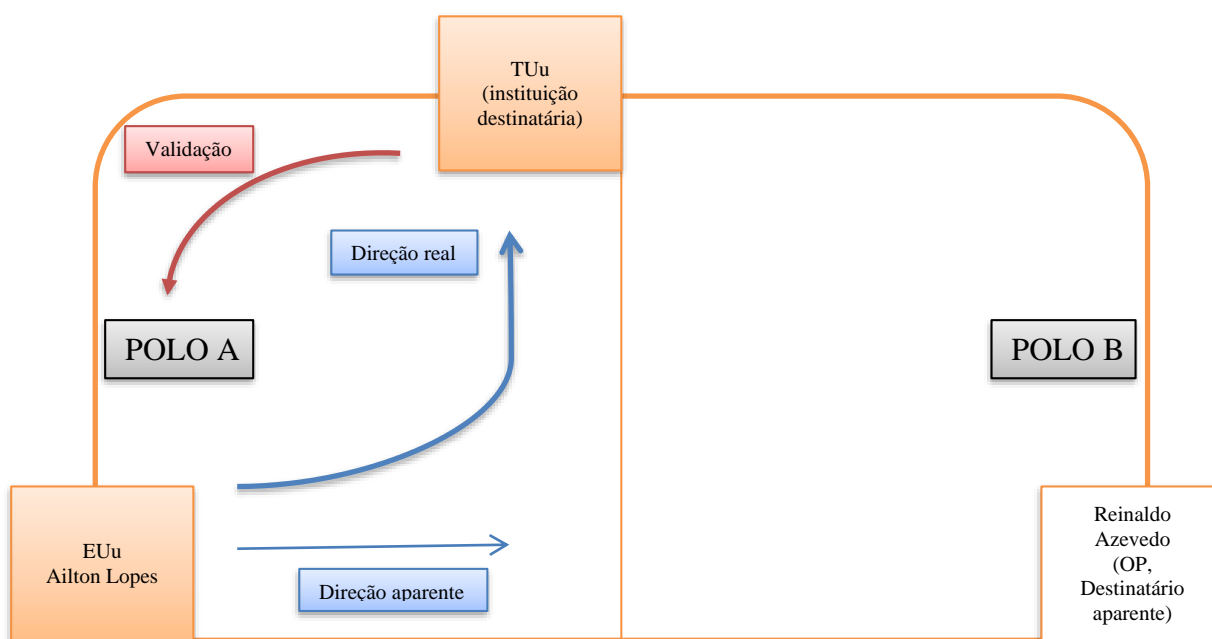 TUu
(instituição
destinatária)
Validação
Direção real
POLO A
POLO B
EUu
Ailton Lopes
Direção aparente
Reinaldo
Azevedo
(OP,
Destinatário
aparente)